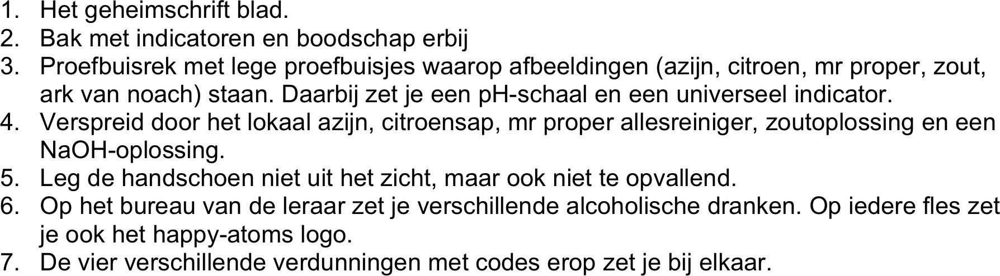 1. Het geheimschrift blad.
2. Bak met indicatoren en boodschap erbij
3. Proefbuisrek met lege proefbuisjes waarop afbeeldingen (azijn, citroen, mr proper, zout,
ark van noach) staan. Daarbij zet je een pH-schaal en een universeel indicator.
4. Verspreid door het lokaal azijn, citroensap, mr proper allesreiniger, zoutoplossing en een
NaOH-oplossing.
5. Leg de handschoen niet uit het zicht, maar ook niet te opvallend.
6. Op het bureau van de leraar zet je verschillende alcoholische dranken. Op iedere fles zet
je ook het happy-atoms logo.
7. De vier verschillende verdunningen met codes erop zet je bij elkaar.